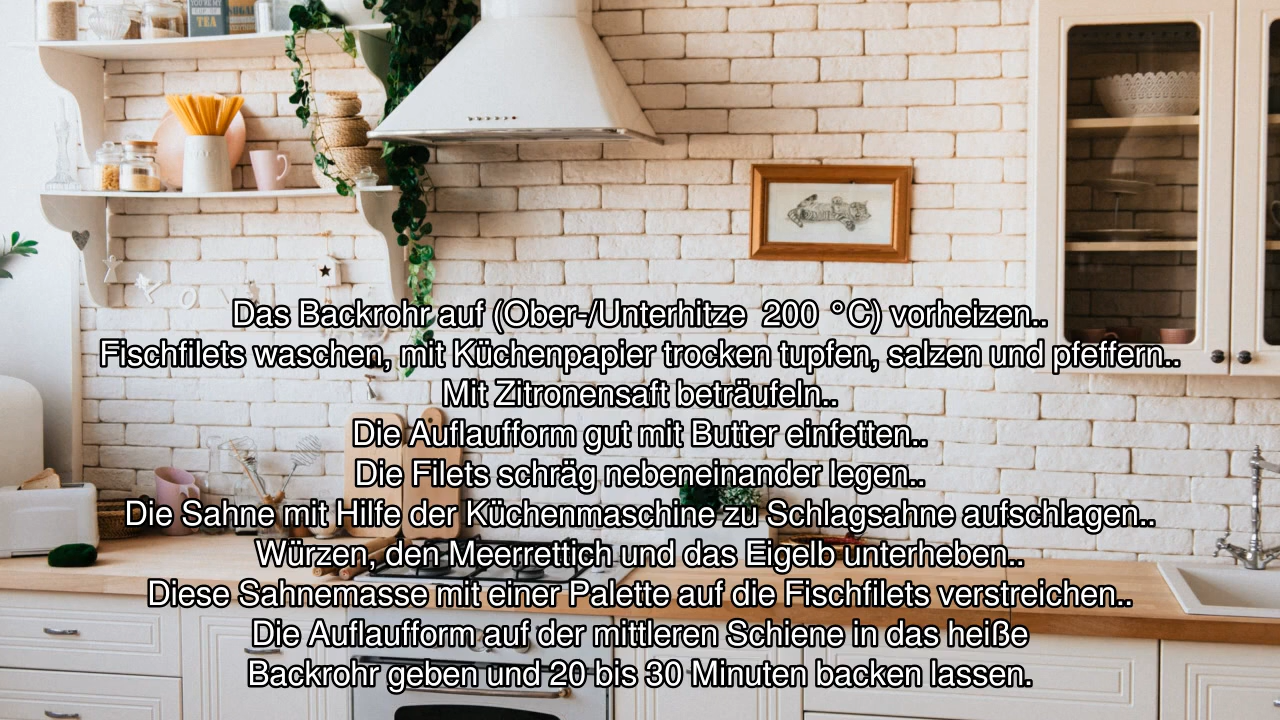 TEA
Das Backrohr auf (Ober-/Unterhitze  200  °C) vorheizen..
Fischfilets waschen, mit Küchenpapier trocken tupfen, salzen und pfeffern..
Mit Zitronensaft beträufeln..
Die Auflaufform gut mit Butter einfetten..
Die Filets schräg nebeneinander legen..
Die Sahne mit Hilfe der Küchenmaschine zu Schlagsahne aufschlagen..
Würzen, den Meerrettich und das Eigelb unterheben..
Diese Sahnemasse mit einer Palette auf die Fischfilets verstreichen..
Die Auflaufform auf der mittleren Schiene in das heiße
Backrohr geben und 20 bis 30 Minuten backen lassen.